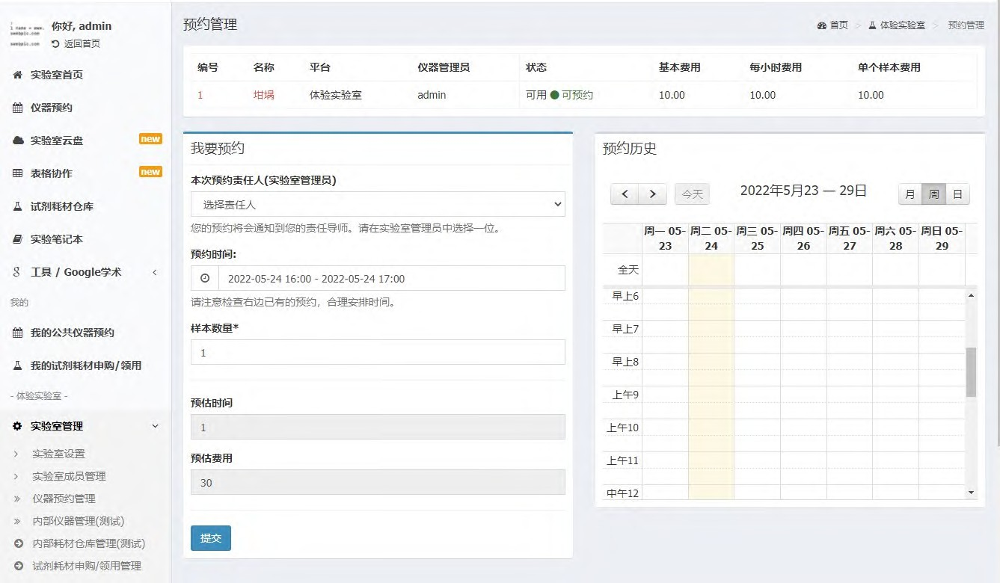 1 name = www.
swebpic.com
swebpic.com
你好, admin
返回首页
实验室首页
仪器预约
实验室云盘 new
表格协作 new
试剂耗材仓库
实验笔记本
工具 / Google学术
我的
我的公共仪器预约
我的试剂耗材申购/领用
- 体验实验室 -
实验室管理
实验室设置
实验室成员管理
仪器预约管理
内部仪器管理(测试)
内部耗材仓库管理(测试)
试剂耗材申购/领用管理
预约管理
首页 > 体验实验室 > 预约管理
编号 名称 平台 仪器管理员 状态 基本费用 每小时费用 单个样本费用
1 坩埚 体验实验室 admin 可用 可预约 10.00 10.00 10.00
我要预约
本次预约责任人(实验室管理员)
选择责任人
您的预约将会通知到您的责任导师。请在实验室管理员中选择一位。
预约时间:
2022-05-24 16:00 - 2022-05-24 17:00
请注意检查右边已有的预约，合理安排时间。
样本数量*
1
预估时间
1
预估费用
30
提交
预约历史
今天 2022年5月23 — 29日 月 周 日
周一 05-23 周二 05-24 周三 05-25 周四 05-26 周五 05-27 周六 05-28 周日 05-29
全天
早上6
早上7
早上8
上午9
上午10
上午11
中午12